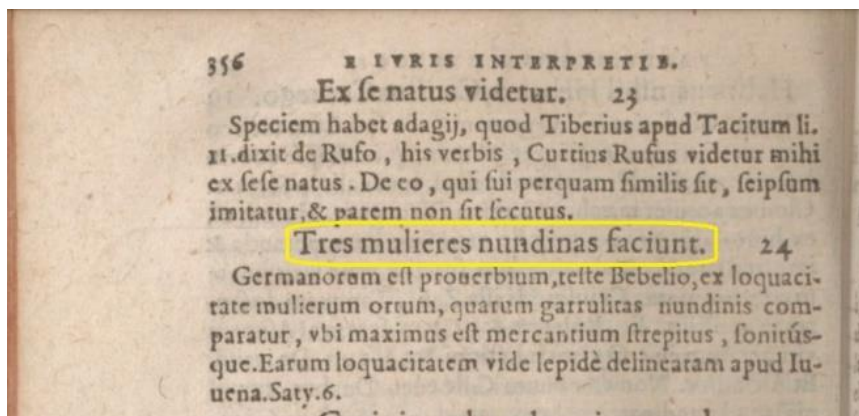 356 E IVRIS INTERPRETIB.
Ex se natus videtur. 23
Speciem habet adagij, quod Tiberius apud Tacitum li.
11.dixit de Rufo, his verbis, Curtius Rufus videtur mihi
ex sese natus. De eo, qui sui perquam similis sit, seipsum
imitatur,& parem non sit secutus.
Tres mulieres nundinas faciunt. 24
Germanorum est prouerbium,teste Bebelio,ex loquaci-
tate mulierum ortum, quarum garrulitas nundinis com-
paratur, vbi maximus est mercantium strepitus, sonitús-
que.Earum loquacitatem vide lepidè delineatam apud Iu-
uena.Saty.6.